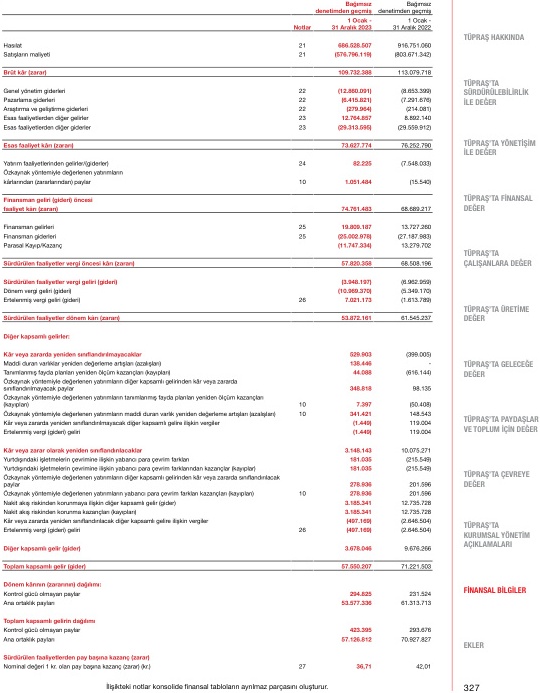 Bağımsız Bağımsız
denetimden geçmiş denetimden geçmiş
1 Ocak - 1 Ocak -
Notlar 31 Aralık 2023 31 Aralık 2022
Hasılat 21 686.528.507 916.751.060
Satışların maliyeti 21 (576.796.119) (803.671.342)
Brüt kâr (zarar) 109.732.388 113.079.718
Genel yönetim giderleri 22 (12.860.091) (8.653.399)
Pazarlama giderleri 22 (6.415.821) (7.291.676)
Araştırma ve geliştirme giderleri 22 (279.964) (214.081)
Esas faaliyetlerden diğer gelirler 23 12.764.857 8.892.140
Esas faaliyetlerden diğer giderler 23 (29.313.595) (29.559.912)
Esas faaliyet kârı (zararı) 73.627.774 76.252.790
Yatırım faaliyetlerinden gelirler/(giderler) 24 82.225 (7.548.033)
Özkaynak yöntemiyle değerlenen yatırımların
kârlarından (zararlarından) paylar 10 1.051.484 (15.540)
Finansman geliri (gideri) öncesi
faaliyet kârı (zararı) 74.761.483 68.689.217
Finansman gelirleri 25 19.809.187 13.727.260
Finansman giderleri 25 (25.002.978) (27.187.983)
Parasal Kayıp/Kazanç (11.747.334) 13.279.702
Sürdürülen faaliyetler vergi öncesi kârı (zararı) 57.820.358 68.508.196
Sürdürülen faaliyetler vergi geliri (gideri) (3.948.197) (6.962.959)
Dönem vergi geliri (gideri) (10.969.370) (5.349.170)
Ertelenmiş vergi geliri (gideri) 26 7.021.173 (1.613.789)
Sürdürülen faaliyetler dönem kârı (zararı) 53.872.161 61.545.237
Diğer kapsamlı gelirler:
Kâr veya zararda yeniden sınıflandırılmayacaklar 529.903 (399.005)
Maddi duran varlıklar yeniden değerleme artışları (azalışları) 138.446 -
Tanımlanmış fayda planları yeniden ölçüm kazançları (kayıpları) 44.088 (616.144)
Özkaynak yöntemiyle değerlenen yatırımların diğer kapsamlı gelirinden kâr veya zararda
sınıflandırılmayacak paylar 348.818 98.135
Özkaynak yöntemiyle değerlenen yatırımların tanımlanmış fayda planları yeniden ölçüm kazançları
(kayıpları) 10 7.397 (50.408)
Özkaynak yöntemiyle değerlenen yatırımların maddi duran varlık yeniden değerleme artışları (azalışları) 10 341.421 148.543
Kâr veya zararda yeniden sınıflandırılmayacak diğer kapsamlı gelire ilişkin vergiler (1.449) 119.004
Ertelenmiş vergi (gideri) geliri (1.449) 119.004
Kâr veya zarar olarak yeniden sınıflandırılacaklar 3.148.143 10.075.271
Yurtdışındaki işletmelerin çevrimine ilişkin yabancı para çevrim farkları 181.035 (215.549)
Yurtdışındaki işletmelerin çevrimine ilişkin yabancı para çevrim farklarından kazançlar (kayıplar) 181.035 (215.549)
Özkaynak yöntemiyle değerlenen yatırımların diğer kapsamlı gelirinden kâr veya zararda sınıflandırılacak
paylar 278.936 201.596
Özkaynak yöntemiyle değerlenen yatırımların yabancı para çevrim farkları kazançları (kayıpları) 10 278.936 201.596
Nakit akış riskinden korunmaya ilişkin diğer kapsamlı gelir (gider) 3.185.341 12.735.728
Nakit akış riskinden korunma kazançları (kayıpları) 3.185.341 12.735.728
Kâr veya zararda yeniden sınıflandırılacak diğer kapsamlı gelire ilişkin vergiler (497.169) (2.646.504)
Ertelenmiş vergi (gideri) geliri 26 (497.169) (2.646.504)
Diğer kapsamlı gelir (gider) 3.678.046 9.676.266
Toplam kapsamlı gelir (gider) 57.550.207 71.221.503
Dönem kârının (zararının) dağılımı:
Kontrol gücü olmayan paylar 294.825 231.524
Ana ortaklık payları 53.577.336 61.313.713
Toplam kapsamlı gelirin dağılımı
Kontrol gücü olmayan paylar 423.395 293.676
Ana ortaklık payları 57.126.812 70.927.827
Sürdürülen faaliyetlerden pay başına kazanç (zarar)
Nominal değeri 1 kr. olan pay başına kazanç (zarar) (kr.) 27 36,71 42,01
İlişikteki notlar konsolide finansal tabloların ayrılmaz parçasını oluşturur.
TÜPRAŞ HAKKINDA
TÜPRAŞ'TA
SÜRDÜRÜLEBİLİRLİK
İLE DEĞER
TÜPRAŞ'TA YÖNETİŞİM
İLE DEĞER
TÜPRAŞ'TA FİNANSAL
DEĞER
TÜPRAŞ'TA
ÇALIŞANLARA DEĞER
TÜPRAŞ'TA ÜRETİME
DEĞER
TÜPRAŞ'TA GELECEĞE
DEĞER
TÜPRAŞ'TA PAYDAŞLAR
VE TOPLUM İÇİN DEĞER
TÜPRAŞ'TA ÇEVREYE
DEĞER
TÜPRAŞ'TA
KURUMSAL YÖNETİM
AÇIKLAMALARI
FİNANSAL BİLGİLER
EKLER
327